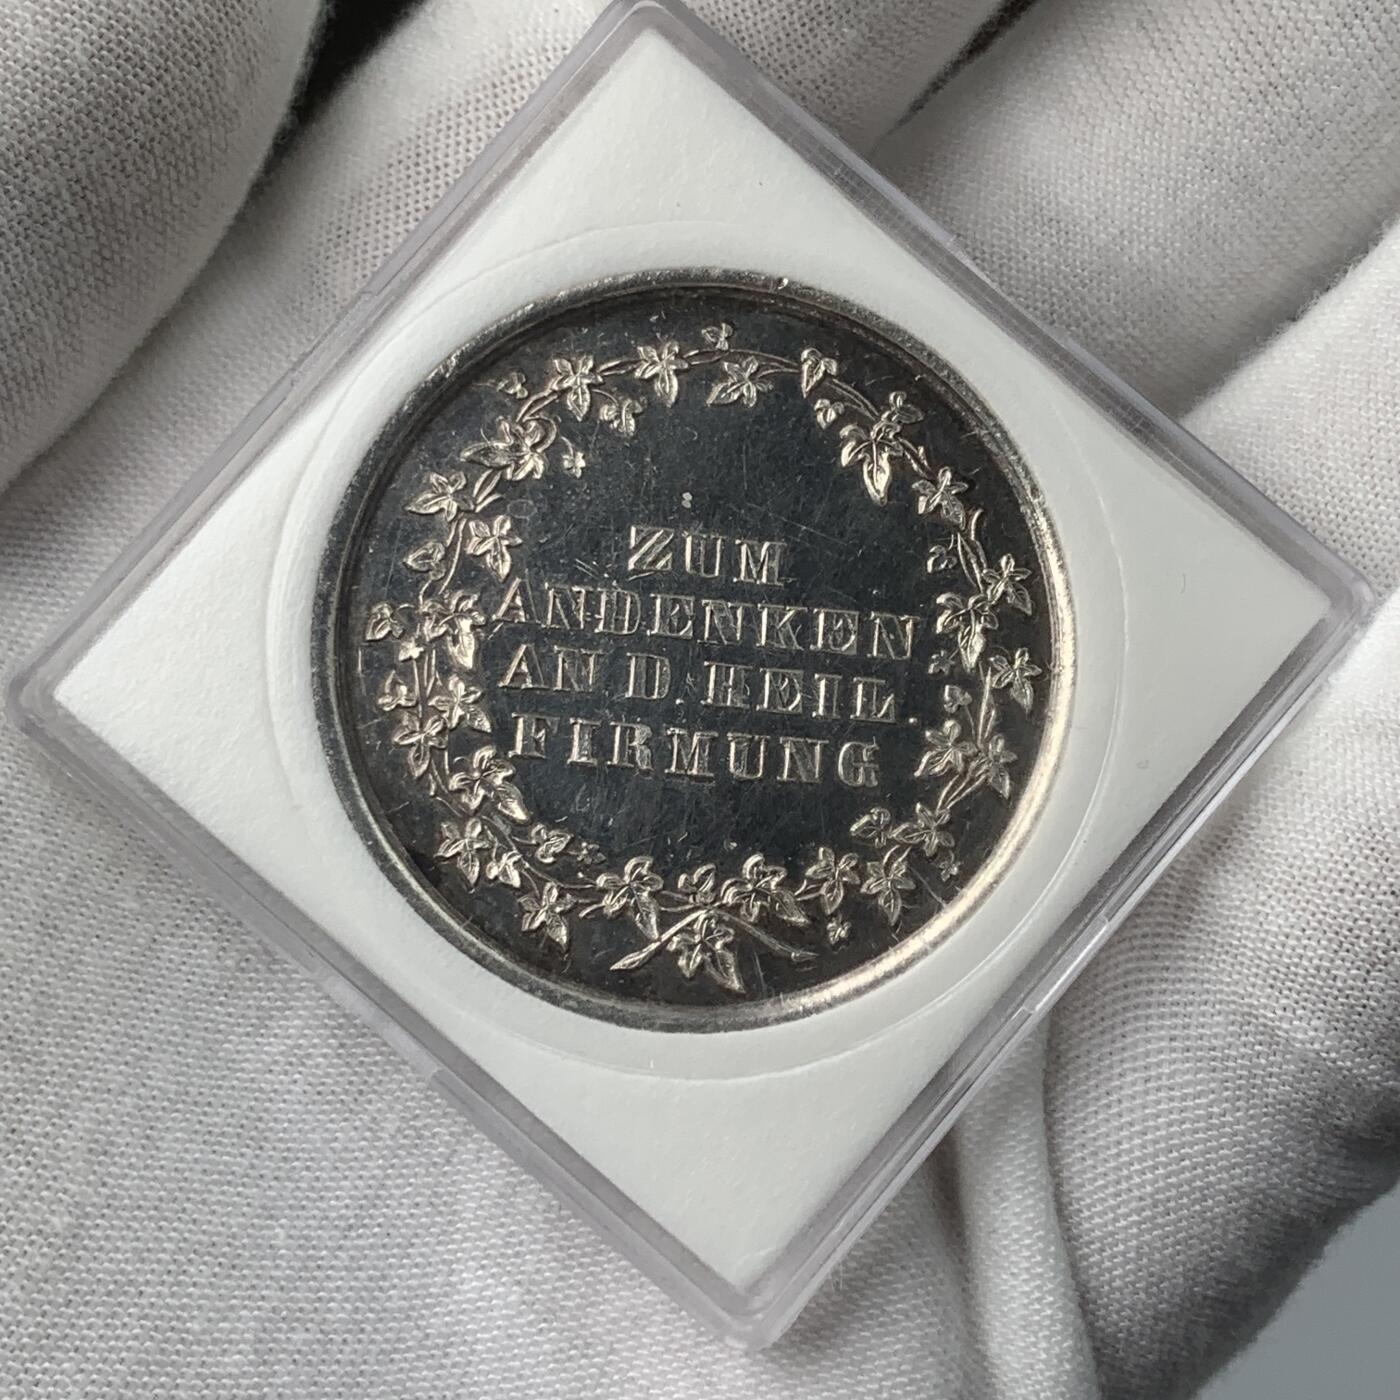 ZUM
ANDENKEN
AN D. HEIL.
FIRMUNG